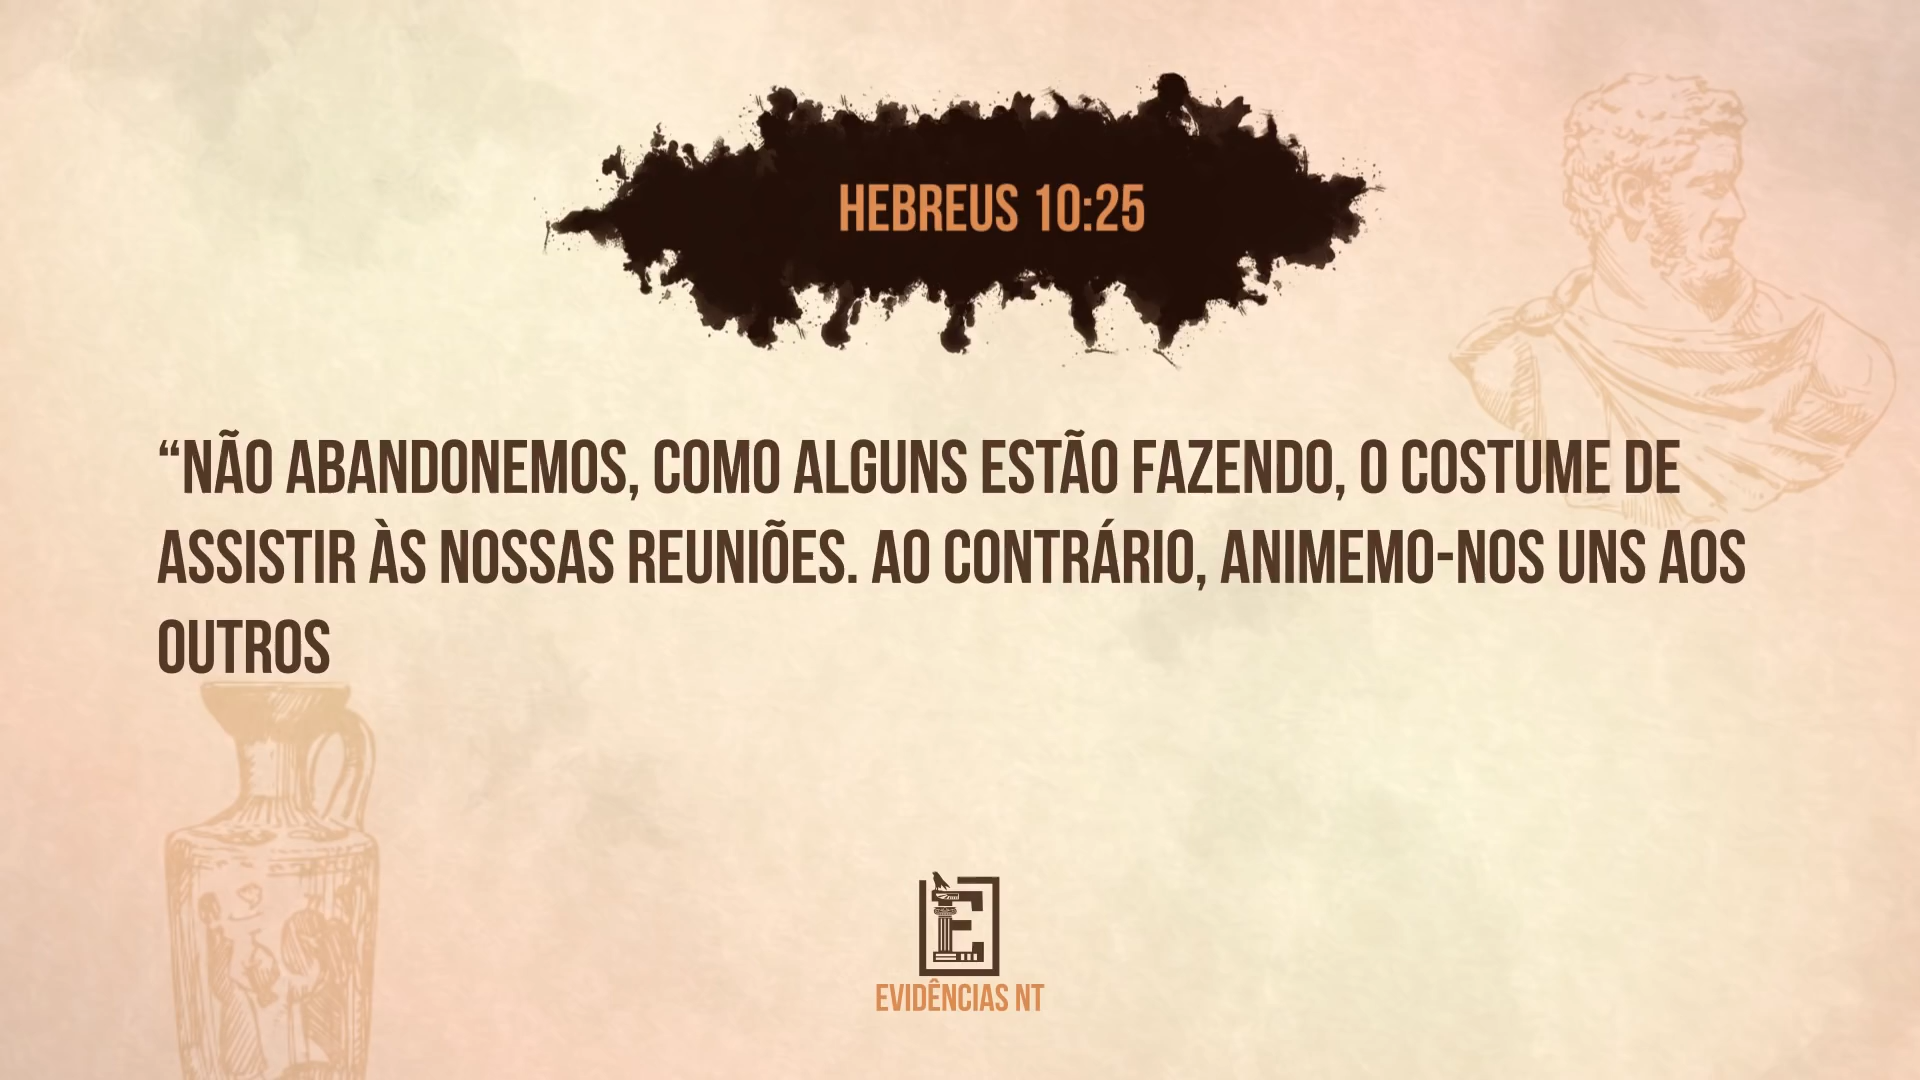 HEBREUS 10:25
“NÃO ABANDONEMOS, COMO ALGUNS ESTÃO FAZENDO, O COSTUME DE
ASSISTIR ÀS NOSSAS REUNIÕES. AO CONTRÁRIO, ANIMEMO-NOS UNS AOS
OUTROS
E
EVIDÊNCIAS NT